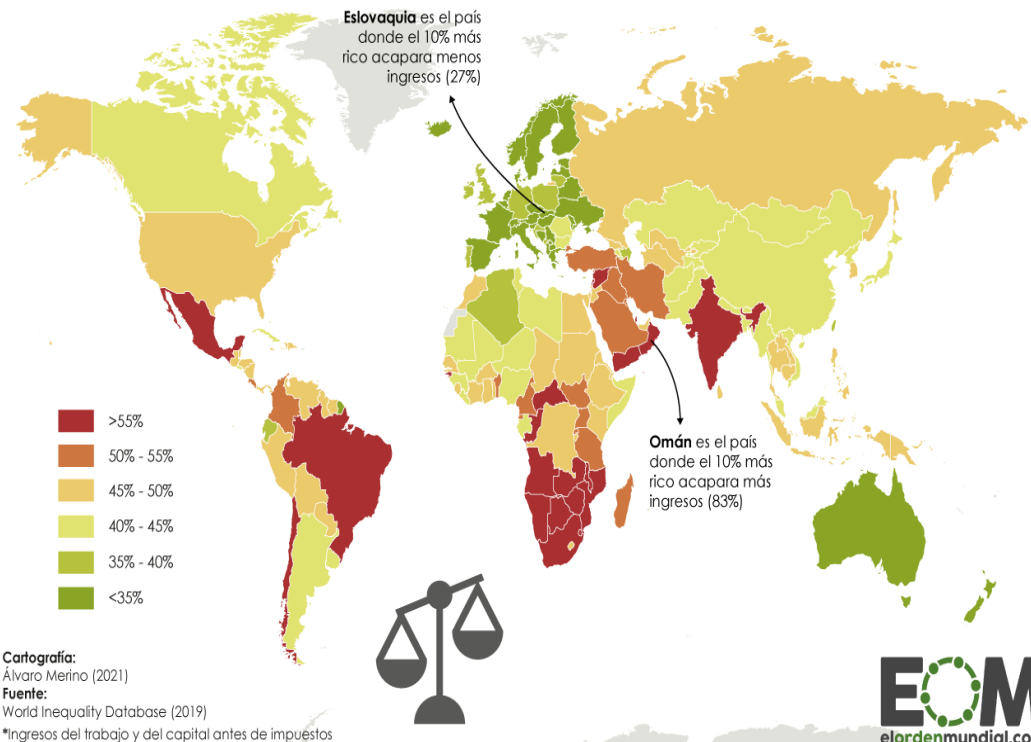 Eslovaquia es el país
donde el 10% más
rico acapara menos
ingresos (27%)
>55%
50% - 55%
45% - 50%
40% - 45%
35% - 40%
<35%
Omán es el país
donde el 10% más
rico acapara más
ingresos (83%)
Cartografía:
Álvaro Merino (2021)
Fuente:
World Inequality Database (2019)
*Ingresos del trabajo y del capital antes de impuestos
EOM
elordenmundial.co